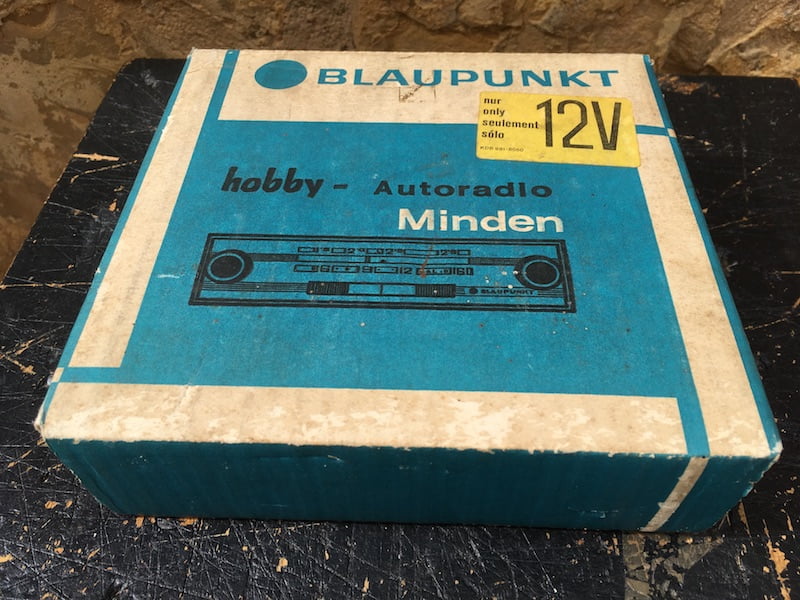 BLAUPUNKT
nur
only
seulement
sólo
12V
hobby - Autoradio
Minden
BLAUPUNKT